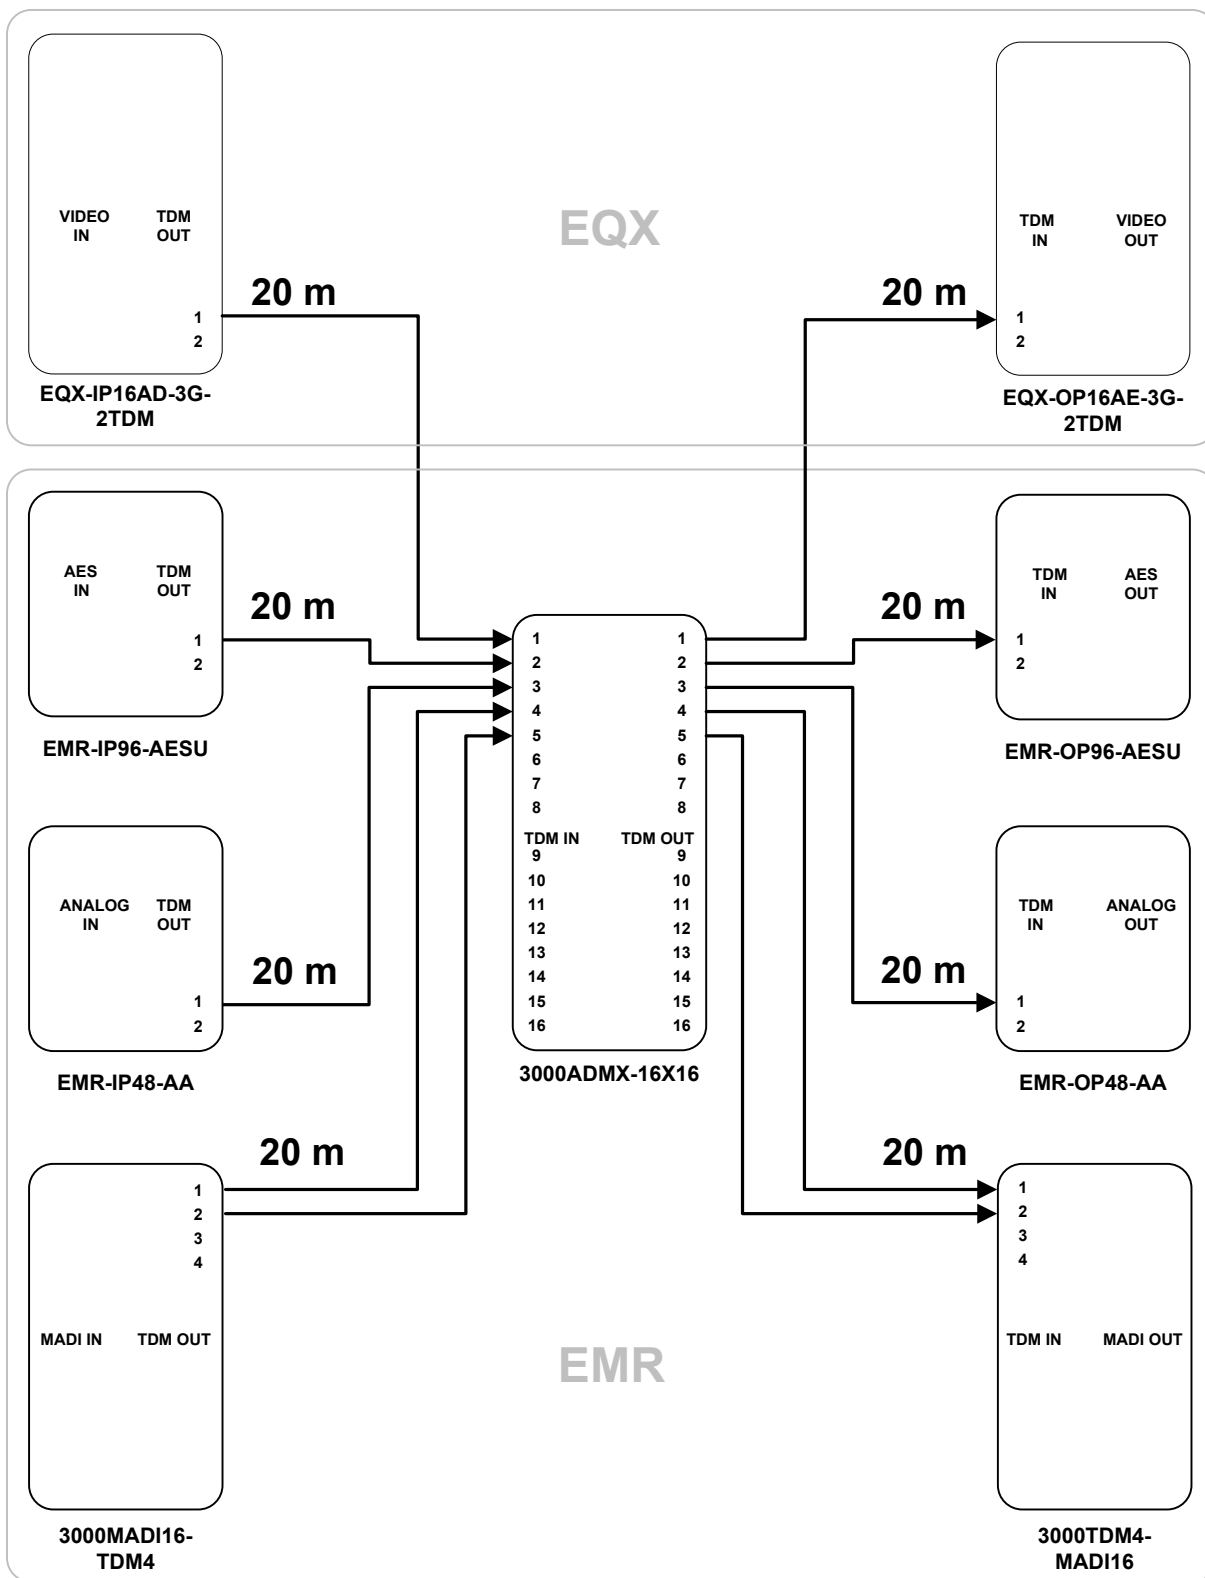 EQX
VIDEO IN
TDM OUT
20 m
1
2
EQX-IP16AD-3G-
2TDM
TDM IN
VIDEO OUT
20 m
1
2
EQX-OP16AE-3G-
2TDM
AES IN
TDM OUT
20 m
1
2
EMR-IP96-AESU
ANALOG IN
TDM OUT
20 m
1
2
EMR-IP48-AA
20 m
1
2
3
4
MADI IN
TDM OUT
3000MADI16-
TDM4
1
2
3
4
5
6
7
8
TDM IN
9
10
11
12
13
14
15
16
1
2
3
4
5
6
7
8
TDM OUT
9
10
11
12
13
14
15
16
3000ADMX-16X16
TDM IN
AES OUT
20 m
1
2
EMR-OP96-AESU
TDM IN
ANALOG OUT
20 m
1
2
EMR-OP48-AA
20 m
1
2
3
4
TDM IN
MADI OUT
3000TDM4-
MADI16
EMR